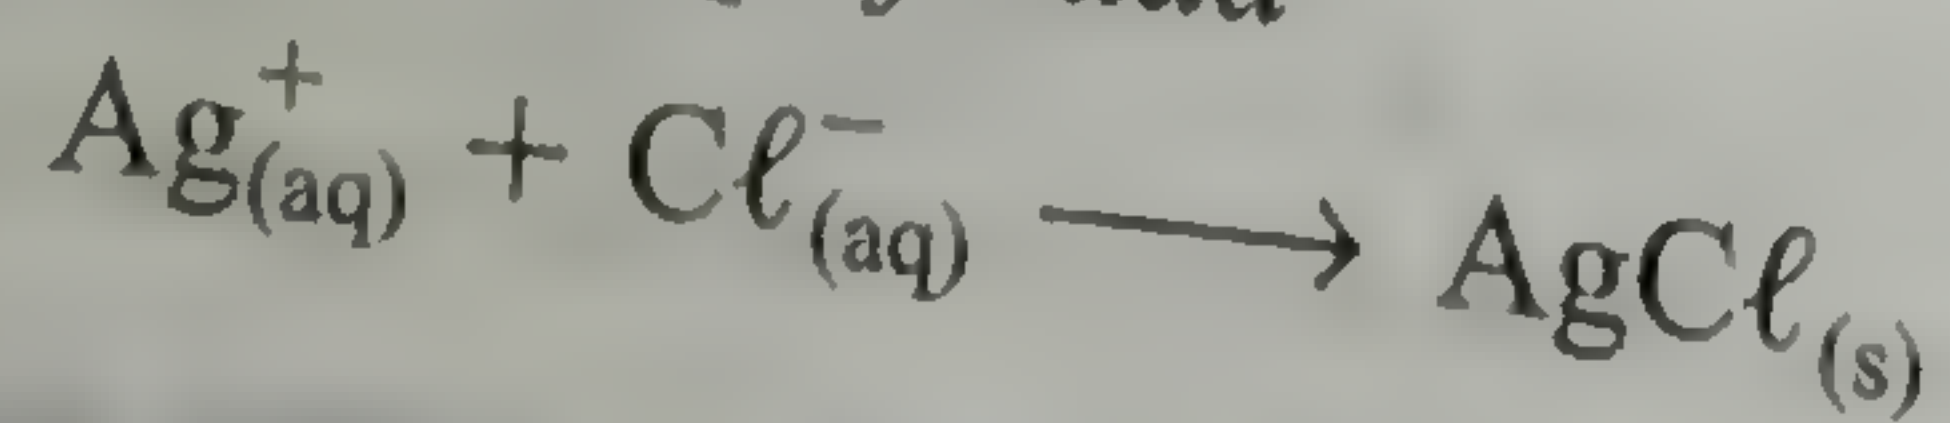 Ag⁺(aq) + Cℓ⁻(aq) ⟶ AgCℓ(s)